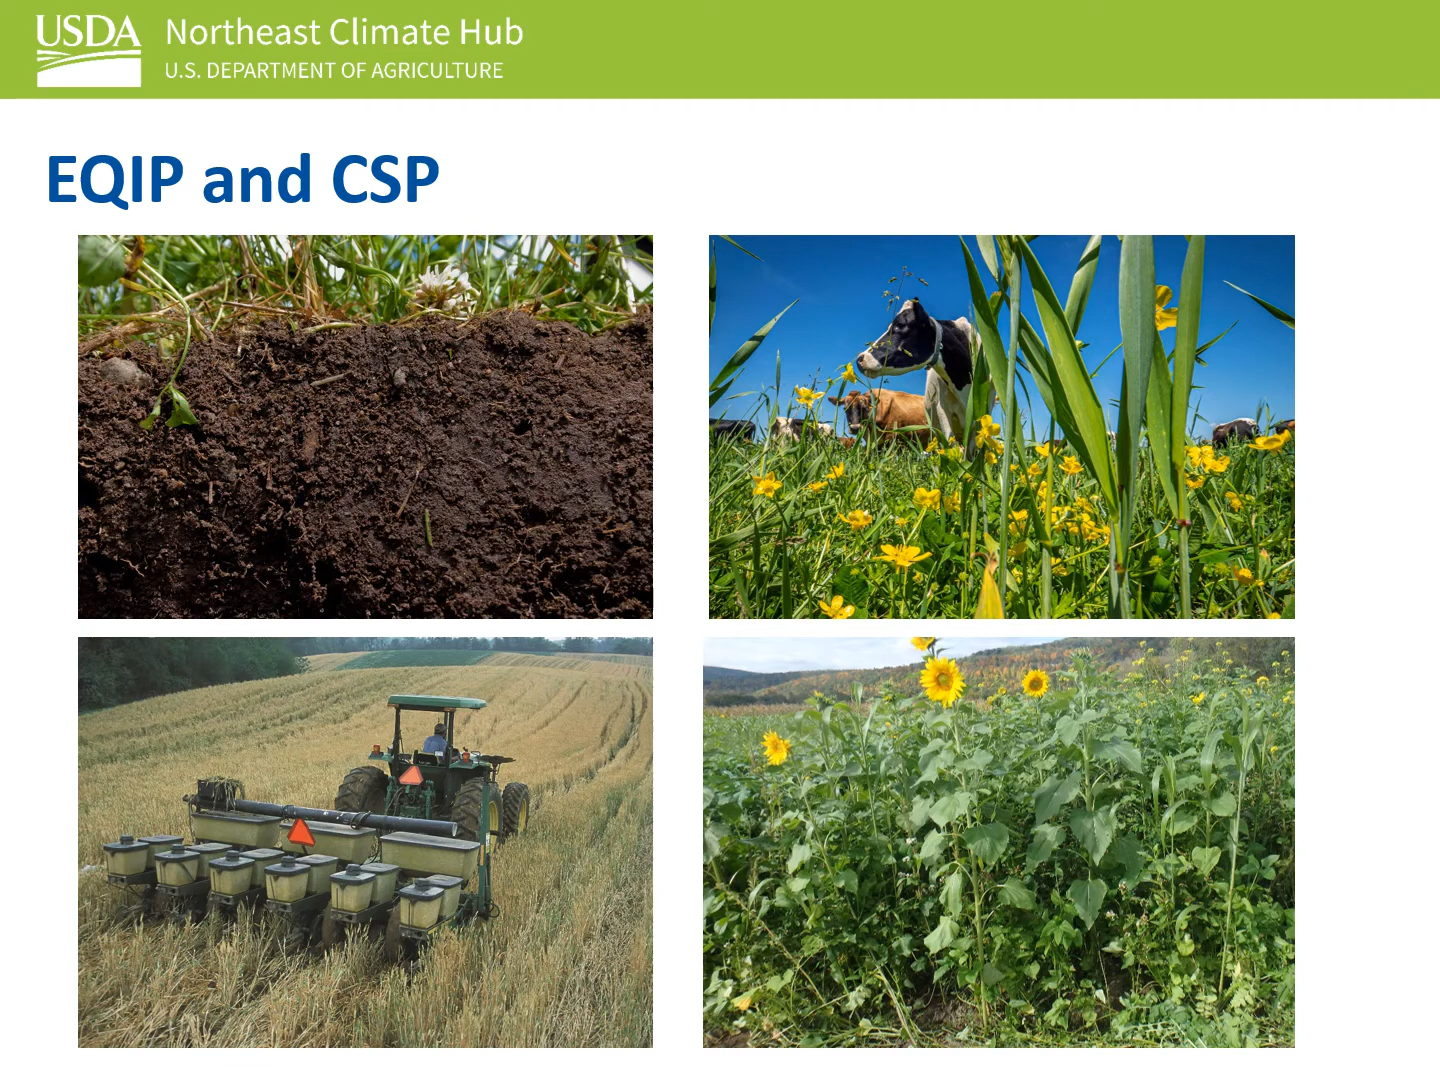 USDA
Northeast Climate Hub
U.S. DEPARTMENT OF AGRICULTURE
EQIP and CSP